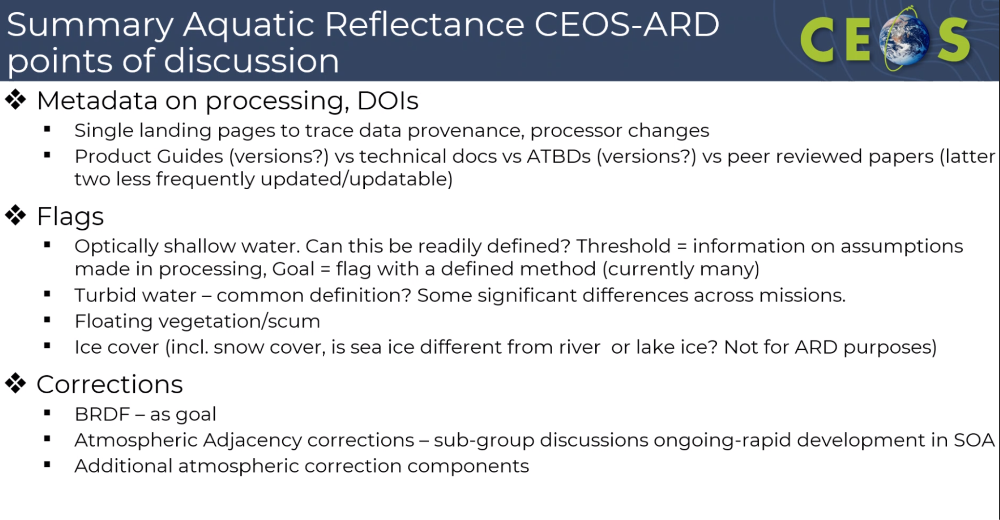 Summary Aquatic Reflectance CEOS-ARD
points of discussion
CEOS
❖ Metadata on processing, DOIs
▪ Single landing pages to trace data provenance, processor changes
▪ Product Guides (versions?) vs technical docs vs ATBDs (versions?) vs peer reviewed papers (latter
two less frequently updated/updatable)
❖ Flags
▪ Optically shallow water. Can this be readily defined? Threshold = information on assumptions
made in processing, Goal = flag with a defined method (currently many)
▪ Turbid water – common definition? Some significant differences across missions.
▪ Floating vegetation/scum
▪ Ice cover (incl. snow cover, is sea ice different from river  or lake ice? Not for ARD purposes)
❖ Corrections
▪ BRDF – as goal
▪ Atmospheric Adjacency corrections – sub-group discussions ongoing-rapid development in SOA
▪ Additional atmospheric correction components